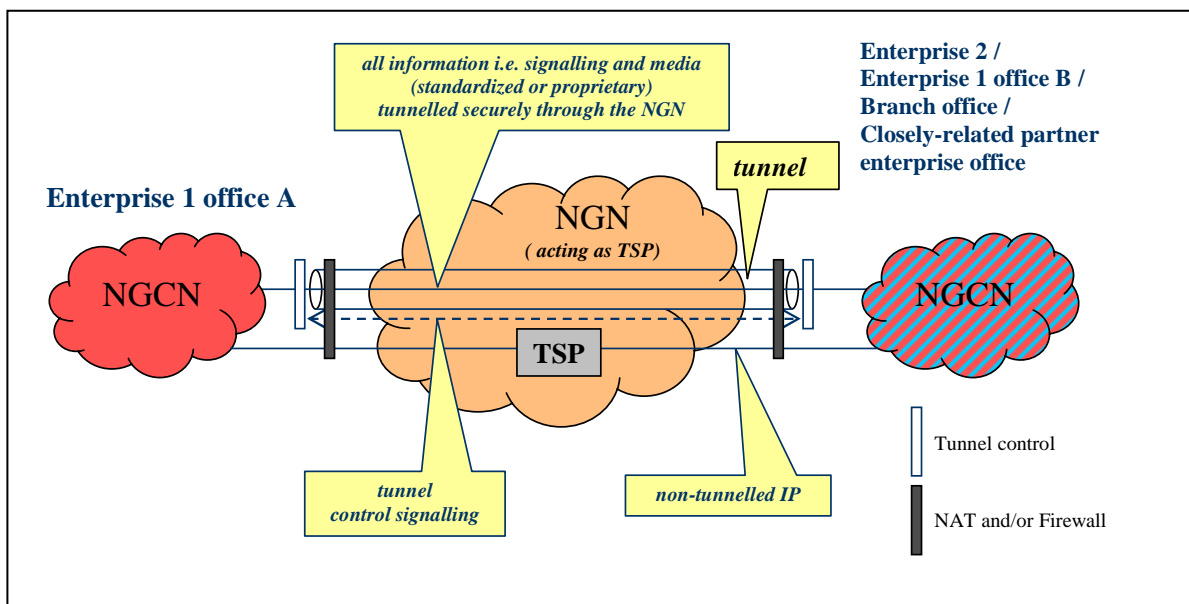 all information i.e. signalling and media
(standardized or proprietary)
tunnelled securely through the NGN
Enterprise 2 /
Enterprise 1 office B /
Branch office /
Closely-related partner
enterprise office
tunnel
Enterprise 1 office A
NGN
( acting as TSP)
NGCN
NGCN
TSP
tunnel
control signalling
non-tunnelled IP
Tunnel control
NAT and/or Firewall